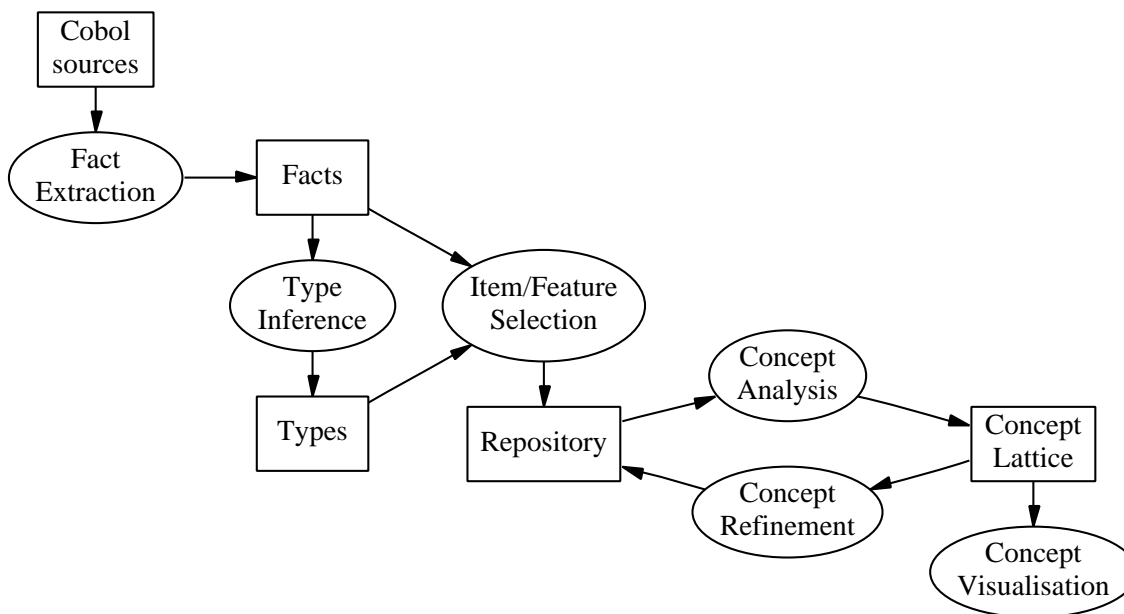 Cobol
sources
Fact
Extraction
Facts
Type
Inference
Item/Feature
Selection
Types
Repository
Concept
Analysis
Concept
Lattice
Concept
Refinement
Concept
Visualisation